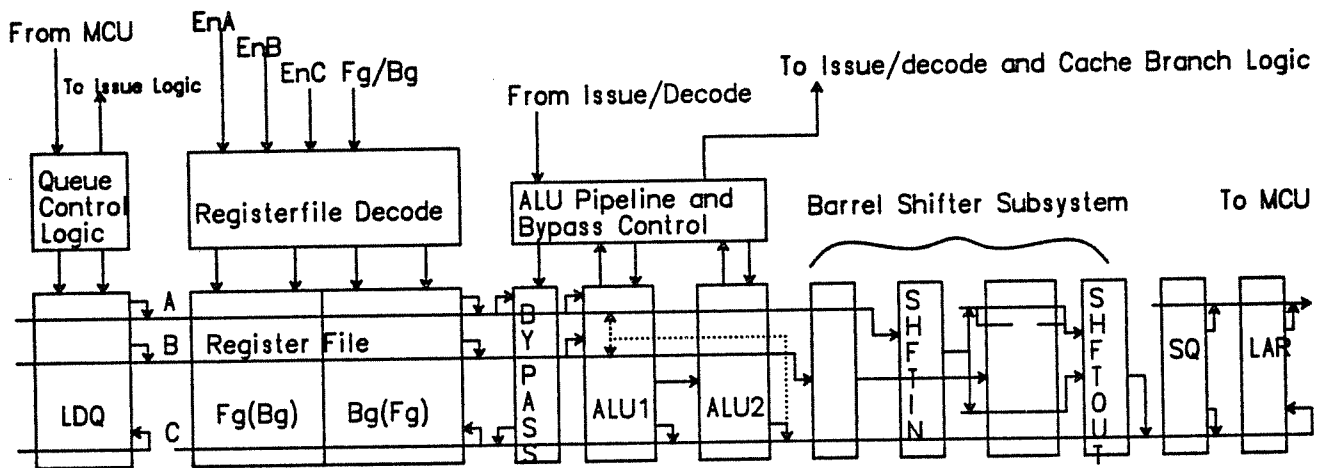 From MCU
To Issue Logic
EnA
EnB
EnC Fg/Bg
From Issue/Decode
To Issue/decode and Cache Branch Logic
Queue
Control
Logic
Registerfile Decode
ALU Pipeline and
Bypass Control
Barrel Shifter Subsystem
To MCU
A
B
C
LDQ
Register File
Fg(Bg)
Bg(Fg)
BYPASS
ALU1
ALU2
SHFTIN
SHFTOUT
SQ
LAR